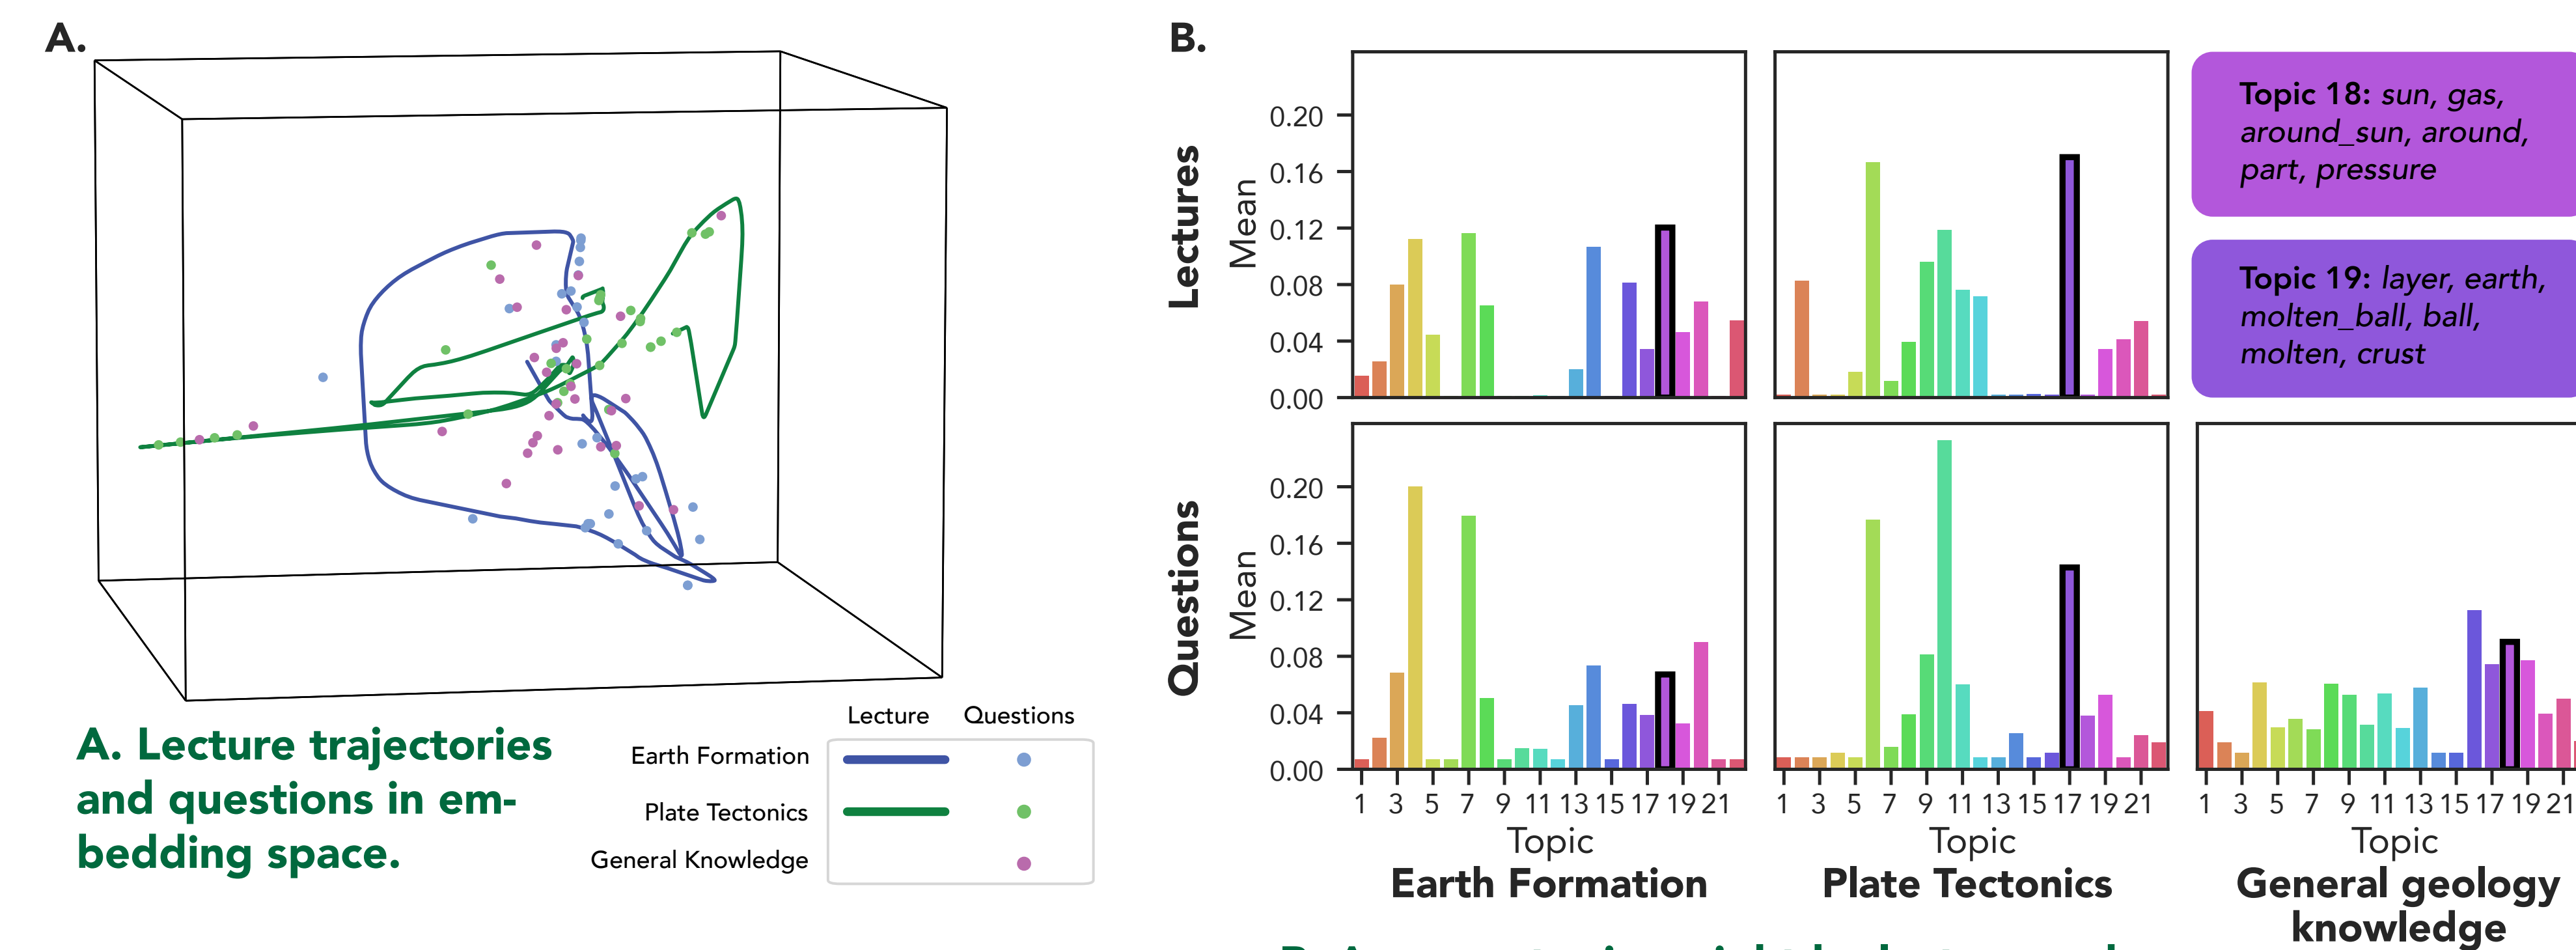 A.
A. Lecture trajectories
and questions in em-
bedding space.
Lecture Questions
Earth Formation
Plate Tectonics
General Knowledge
B.
Lectures
Mean
0.20
0.16
0.12
0.08
0.04
0.00
Topic 18: sun, gas,
around_sun, around,
part, pressure
Topic 19: layer, earth,
molten_ball, ball,
molten, crust
Questions
Mean
0.20
0.16
0.12
0.08
0.04
0.00
1 3 5 7 9 11 13 15 17 19 21
Topic
Earth Formation
1 3 5 7 9 11 13 15 17 19 21
Topic
Plate Tectonics
1 3 5 7 9 11 13 15 17 19 21
Topic
General geology
knowledge